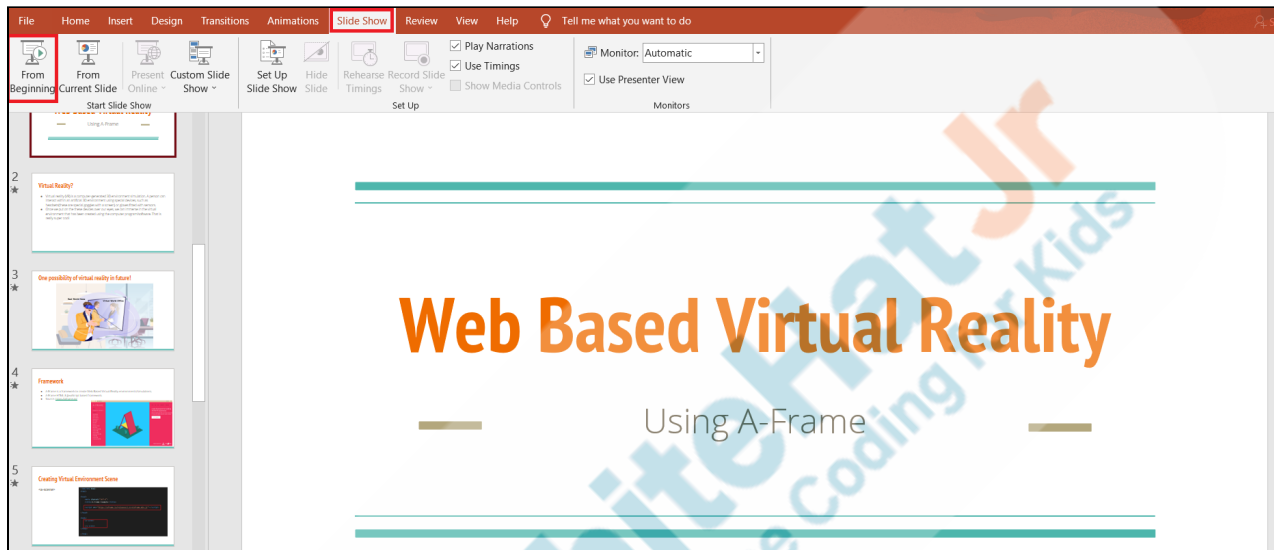 File Home Insert Design Transitions Animations Slide Show Review View Help Tell me what you want to do
From Beginning
From Current Slide
Present Online
Custom Slide Show
Start Slide Show
Set Up Slide Show
Hide Slide
Rehearse Timings
Record Slide Show
Play Narrations
Use Timings
Show Media Controls
Set Up
Monitor: Automatic
Use Presenter View
Monitors
Using A-Frame
2
Virtual Reality?
3
One possibility of virtual reality in future!
4
Framework
5
Creating Virtual Environment Scene
Web Based Virtual Reality
Using A-Frame
iteHat Jr
Coding for Kids